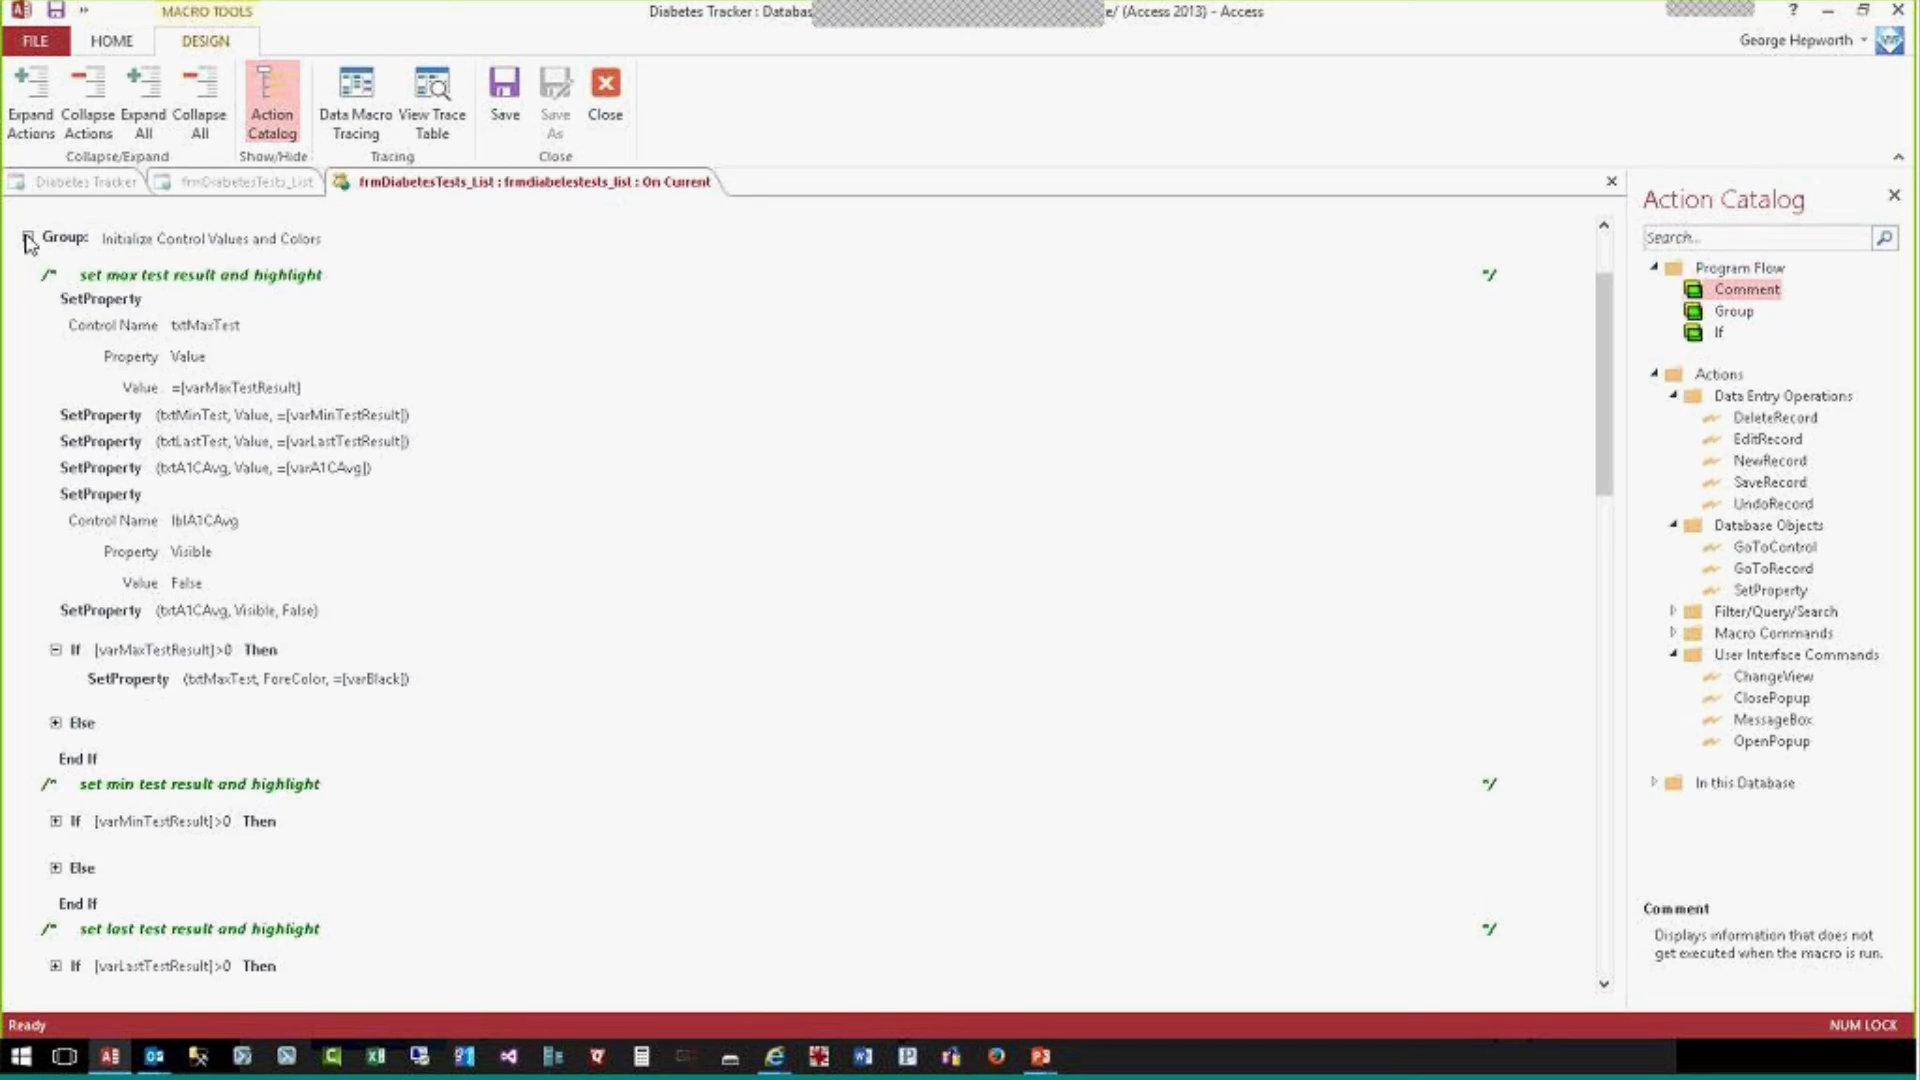 MACRO TOOLS
Diabetes Tracker : Databas
e/ (Access 2013) - Access
FILE HOME DESIGN
George Hepworth
Expand Actions
Collapse Actions
Expand All
Collapse All
Action Catalog
Data Macro Tracing
View Trace Table
Save
Save As
Close
Collapse/Expand
Show/Hide
Tracing
Close
Diabetes Tracker
frmDiabetesTests_List
frmDiabetesTests_List : frmdiabetestests_list : On Current
Group: Initialize Control Values and Colors
/* set max test result and highlight */
SetProperty
Control Name txtMaxTest
Property Value
Value =[varMaxTestResult]
SetProperty (txtMinTest, Value, =[varMinTestResult])
SetProperty (txtLastTest, Value, =[varLastTestResult])
SetProperty (txtA1CAvg, Value, =[varA1CAvg])
SetProperty
Control Name lblA1CAvg
Property Visible
Value False
SetProperty (txtA1CAvg, Visible, False)
If [varMaxTestResult]>0 Then
SetProperty (txtMaxTest, ForeColor, =[varBlack])
Else
End If
/* set min test result and highlight */
If [varMinTestResult]>0 Then
Else
End If
/* set last test result and highlight */
If [varLastTestResult]>0 Then
Action Catalog
Search...
Program Flow
Comment
Group
If
Actions
Data Entry Operations
DeleteRecord
EditRecord
NewRecord
SaveRecord
UndoRecord
Database Objects
GoToControl
GoToRecord
SetProperty
Filter/Query/Search
Macro Commands
User Interface Commands
ChangeView
ClosePopup
MessageBox
OpenPopup
In this Database
Comment
Displays information that does not
get executed when the macro is run.
Ready
NUM LOCK